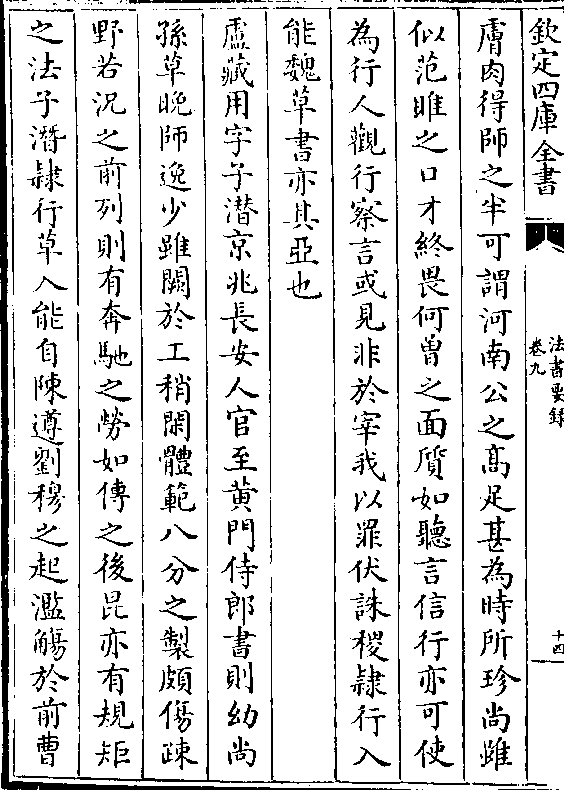 欽定四庫全書
法書要録
卷九
十四
膚肉得師之半可謂河南公之髙足甚為時所珍尚雖
似范雎之口才終畏何曽之面質如聽言信行亦可使
為行人觀行察言或見非於宰我以罪伏誅稷隷行入
能魏草書亦其亞也
盧藏用字子潜京兆長安人官至黄門侍郎書則幼尚
孫草晚師逸少雖闕於工稍閑體範八分之製頗傷疎
野若况之前列則有奔馳之勞如傳之後昆亦有規矩
之法子潛隷行草入能自陳遵劉穆之起濫觴於前曹